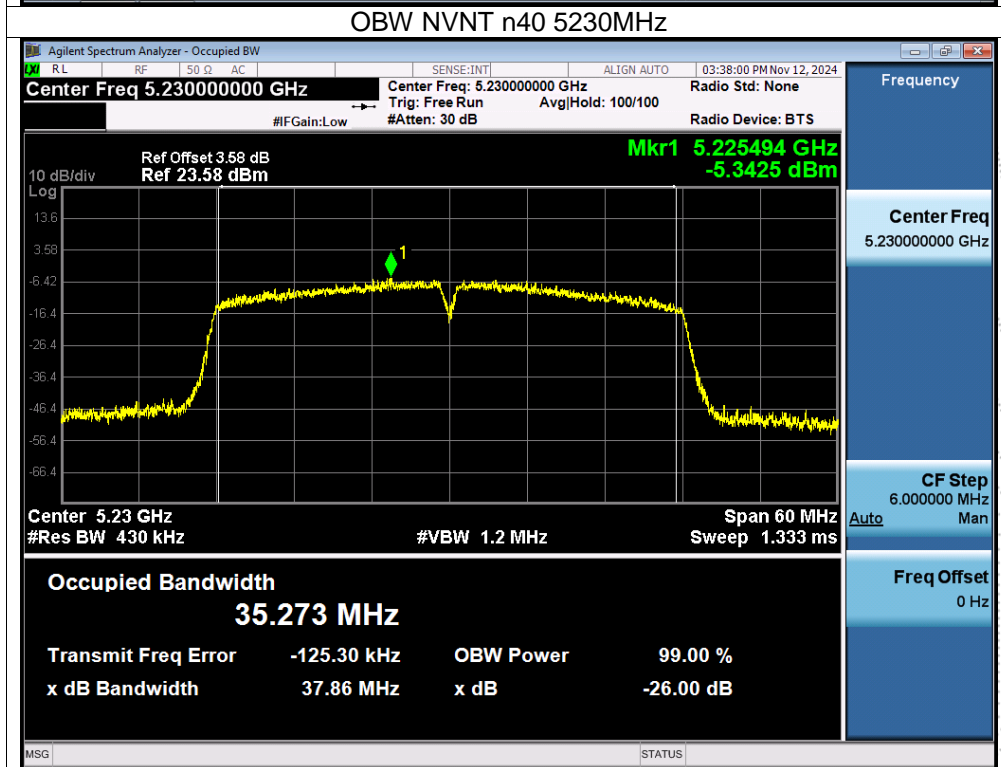 OBW NVNT n40 5230MHz
Agilent Spectrum Analyzer - Occupied BW
LXI RL RF 50 Ω AC SENSE:INT ALIGN AUTO 03:38:00 PM Nov 12, 2024
Center Freq 5.230000000 GHz
Center Freq: 5.230000000 GHz Radio Std: None
Trig: Free Run Avg|Hold: 100/100
#IFGain:Low #Atten: 30 dB Radio Device: BTS
Frequency
Mkr1 5.225494 GHz
-5.3425 dBm
Ref Offset 3.58 dB
10 dB/div Ref 23.58 dBm
Log
13.6
3.58
-6.42
-16.4
-26.4
-36.4
-46.4
-56.4
-66.4
1
Center 5.23 GHz Span 60 MHz
#Res BW 430 kHz #VBW 1.2 MHz Sweep 1.333 ms
Occupied Bandwidth
35.273 MHz
Transmit Freq Error -125.30 kHz OBW Power 99.00 %
x dB Bandwidth 37.86 MHz x dB -26.00 dB
Center Freq
5.230000000 GHz
CF Step
6.000000 MHz
Auto Man
Freq Offset
0 Hz
MSG STATUS